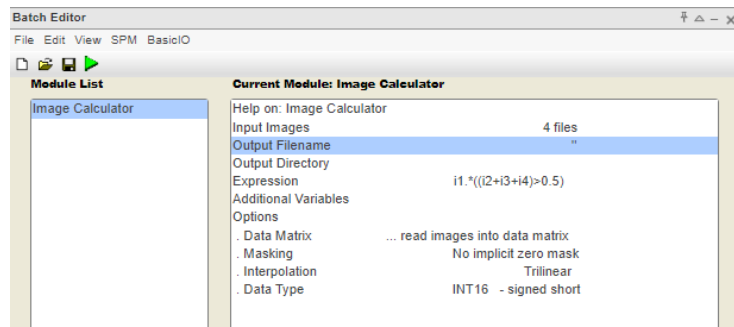 Batch Editor
File Edit View SPM BasicIO
Module List
Current Module: Image Calculator
Image Calculator
Help on: Image Calculator
Input Images 4 files
Output Filename ''
Output Directory
Expression i1.*((i2+i3+i4)>0.5)
Additional Variables
Options
. Data Matrix ... read images into data matrix
. Masking No implicit zero mask
. Interpolation Trilinear
. Data Type INT16 - signed short